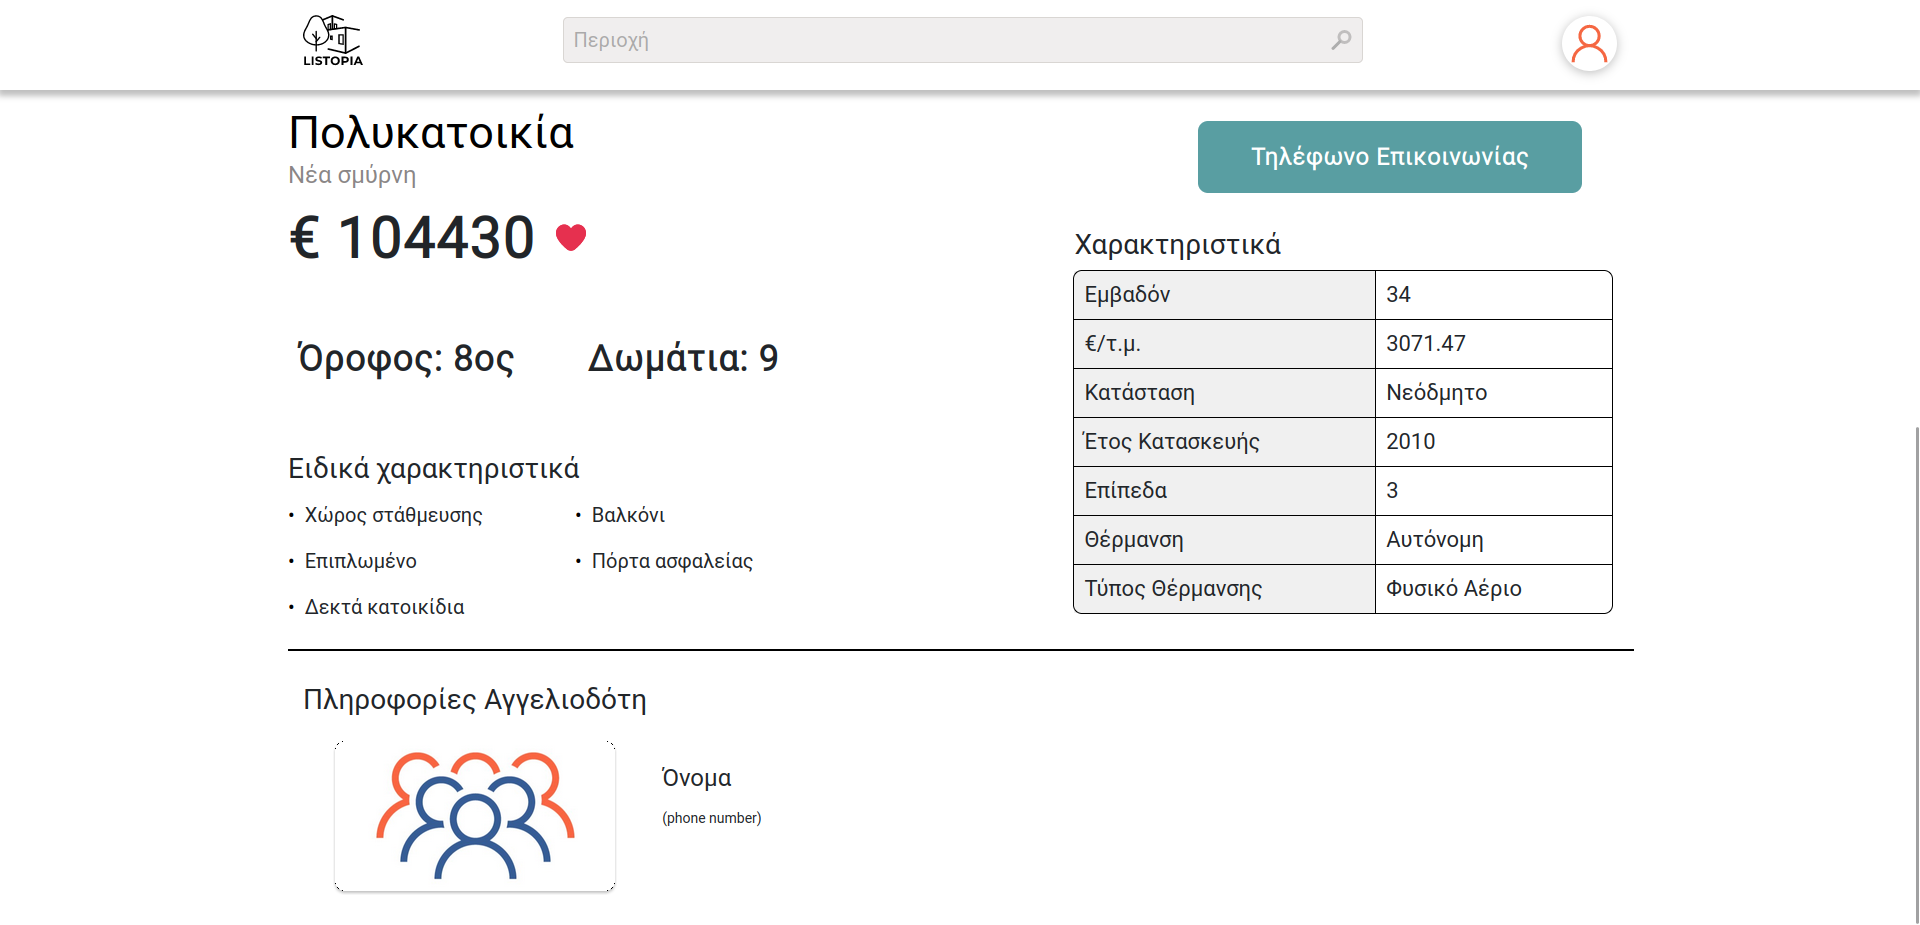 LISTOPIA
Περιοχή
Πολυκατοικία
Νέα σμύρνη
€ 104430
Όροφος: 8ος
Δωμάτια: 9
Ειδικά χαρακτηριστικά
• Χώρος στάθμευσης
• Βαλκόνι
• Επιπλωμένο
• Πόρτα ασφαλείας
• Δεκτά κατοικίδια
Τηλέφωνο Επικοινωνίας
Χαρακτηριστικά
Εμβαδόν 34
€/τ.μ. 3071.47
Κατάσταση Νεόδμητο
Έτος Κατασκευής 2010
Επίπεδα 3
Θέρμανση Αυτόνομη
Τύπος Θέρμανσης Φυσικό Αέριο
Πληροφορίες Αγγελιοδότη
Όνομα
(phone number)